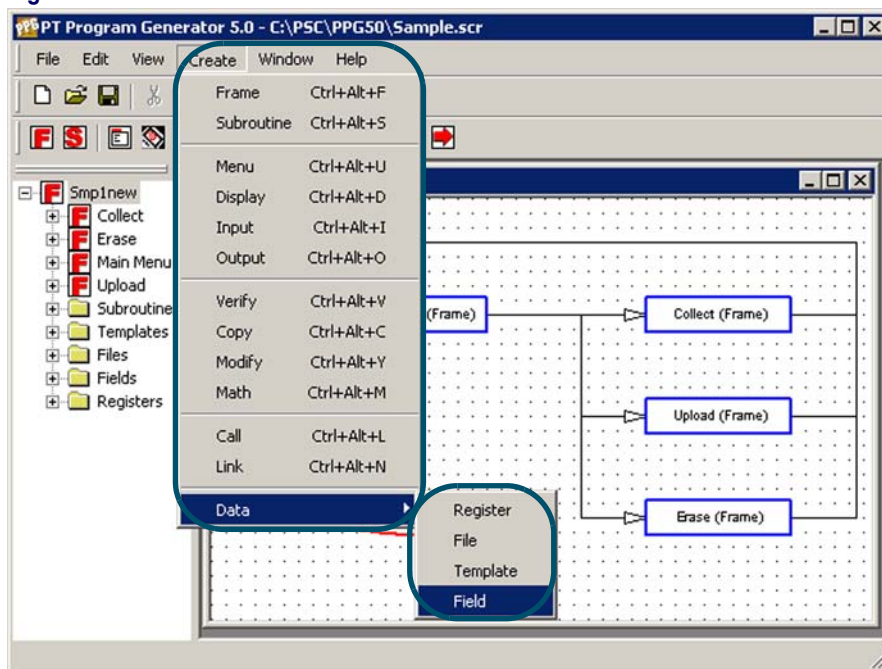 PT Program Generator 5.0 - C:\PSC\PPG50\Sample.scr
File Edit View Create Window Help
Frame Ctrl+Alt+F
Subroutine Ctrl+Alt+S
Menu Ctrl+Alt+U
Display Ctrl+Alt+D
Input Ctrl+Alt+I
Output Ctrl+Alt+O
Verify Ctrl+Alt+V
Copy Ctrl+Alt+C
Modify Ctrl+Alt+Y
Math Ctrl+Alt+M
Call Ctrl+Alt+L
Link Ctrl+Alt+N
Data
Register
File
Template
Field
F S
Smp1new
Collect
Erase
Main Menu
Upload
Subroutine
Templates
Files
Fields
Registers
(Frame)
Collect (Frame)
Upload (Frame)
Erase (Frame)